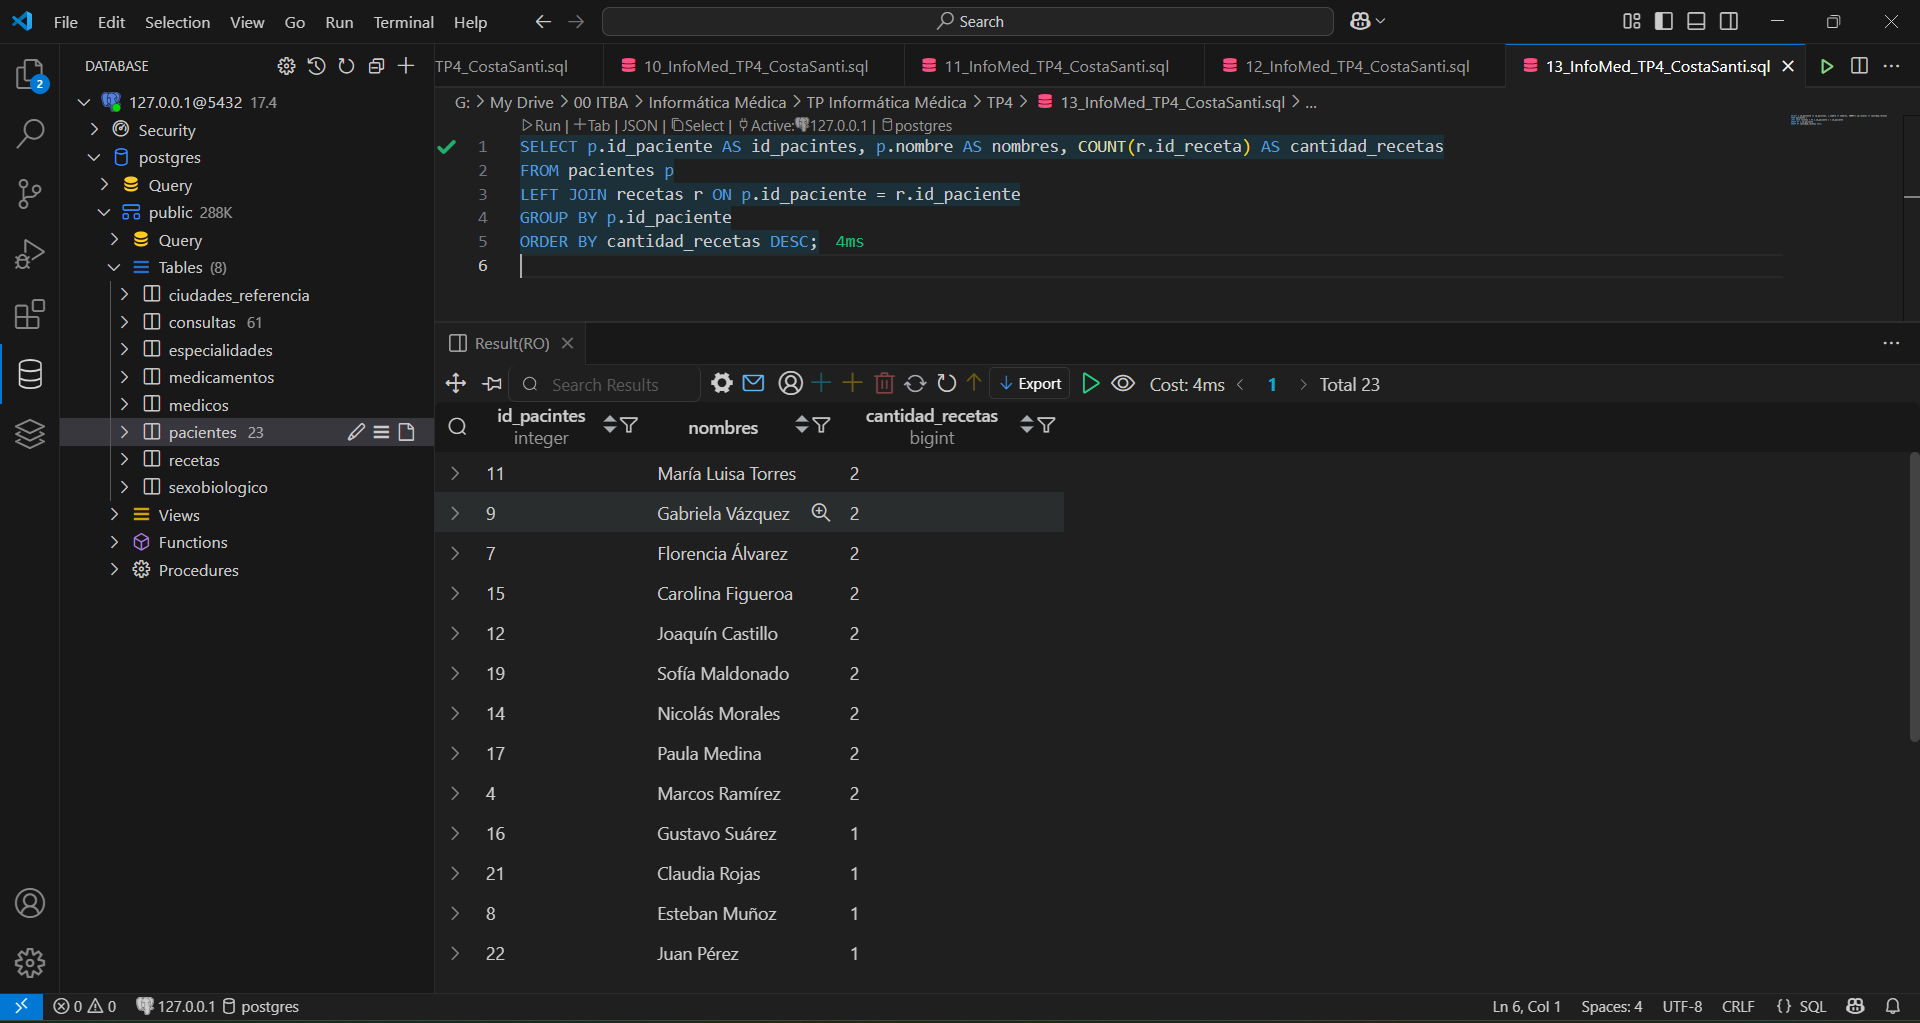 File Edit Selection View Go Run Terminal Help
Search
DATABASE
127.0.0.1@5432 17.4
Security
postgres
Query
public 288K
Query
Tables (8)
ciudades_referencia
consultas 61
especialidades
medicamentos
medicos
pacientes 23
recetas
sexobiologico
Views
Functions
Procedures
2
TP4_CostaSanti.sql
10_InfoMed_TP4_CostaSanti.sql
11_InfoMed_TP4_CostaSanti.sql
12_InfoMed_TP4_CostaSanti.sql
13_InfoMed_TP4_CostaSanti.sql
G: > My Drive > 00 ITBA > Informática Médica > TP Informática Médica > TP4 > 13_InfoMed_TP4_CostaSanti.sql > ...
Run | +Tab | JSON | Select | Active: 127.0.0.1 | postgres
1 SELECT p.id_paciente AS id_pacintes, p.nombre AS nombres, COUNT(r.id_receta) AS cantidad_recetas
2 FROM pacientes p
3 LEFT JOIN recetas r ON p.id_paciente = r.id_paciente
4 GROUP BY p.id_paciente
5 ORDER BY cantidad_recetas DESC; 4ms
6
Result(RO)
Search Results
Export
Cost: 4ms < 1 > Total 23
id_pacintes nombres cantidad_recetas
integer bigint
11 María Luisa Torres 2
9 Gabriela Vázquez 2
7 Florencia Álvarez 2
15 Carolina Figueroa 2
12 Joaquín Castillo 2
19 Sofía Maldonado 2
14 Nicolás Morales 2
17 Paula Medina 2
4 Marcos Ramírez 2
16 Gustavo Suárez 1
21 Claudia Rojas 1
8 Esteban Muñoz 1
22 Juan Pérez 1
0 0 127.0.0.1 postgres
Ln 6, Col 1 Spaces: 4 UTF-8 CRLF {} SQL